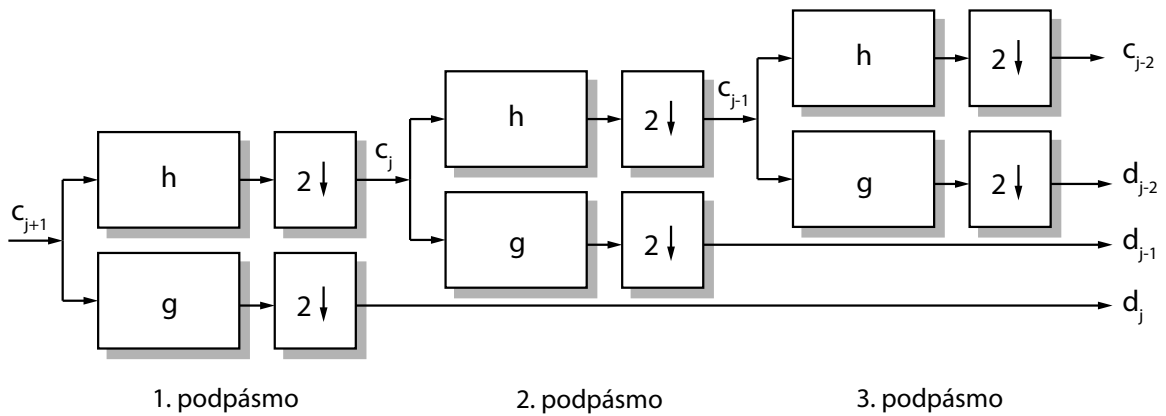 h
2↓
c_{j-2}
h
2↓
c_{j-1}
g
2↓
d_{j-2}
h
2↓
c_j
g
2↓
d_{j-1}
c_{j+1}
g
2↓
d_j
1. podpásmo
2. podpásmo
3. podpásmo